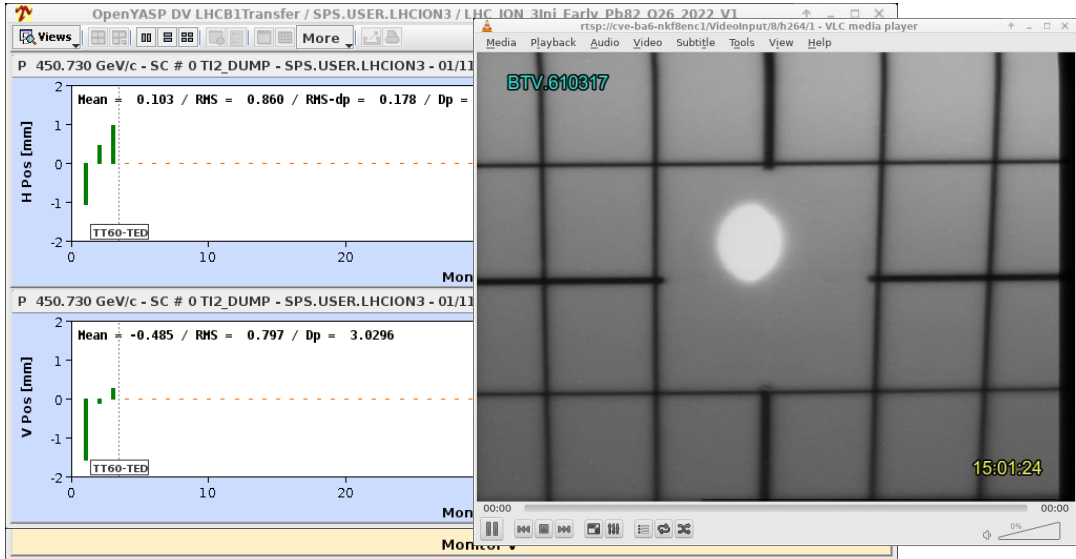 OpenYASP DV LHCB1Transfer / SPS.USER.LHCION3 / LHC_ION_3Inj_Early_Pb82_Q26_2022_V1
Views
More
P 450.730 GeV/c - SC # 0 TI2_DUMP - SPS.USER.LHCION3 - 01/11
Mean = 0.103 / RMS = 0.860 / RMS-dp = 0.178 / Dp =
H Pos [mm]
2
1
0
-1
-2
TT60-TED
0
10
20
Mon
P 450.730 GeV/c - SC # 0 TI2_DUMP - SPS.USER.LHCION3 - 01/11
Mean = -0.485 / RMS = 0.797 / Dp = 3.0296
V Pos [mm]
2
1
0
-1
-2
TT60-TED
0
10
20
Mon
Monitor V
rtsp://cve-ba6-nkf8enc1/VideoInput/8/h264/1 - VLC media player
Media Playback Audio Video Subtitle Tools View Help
BTV.610317
15:01:24
00:00
00:00
0%